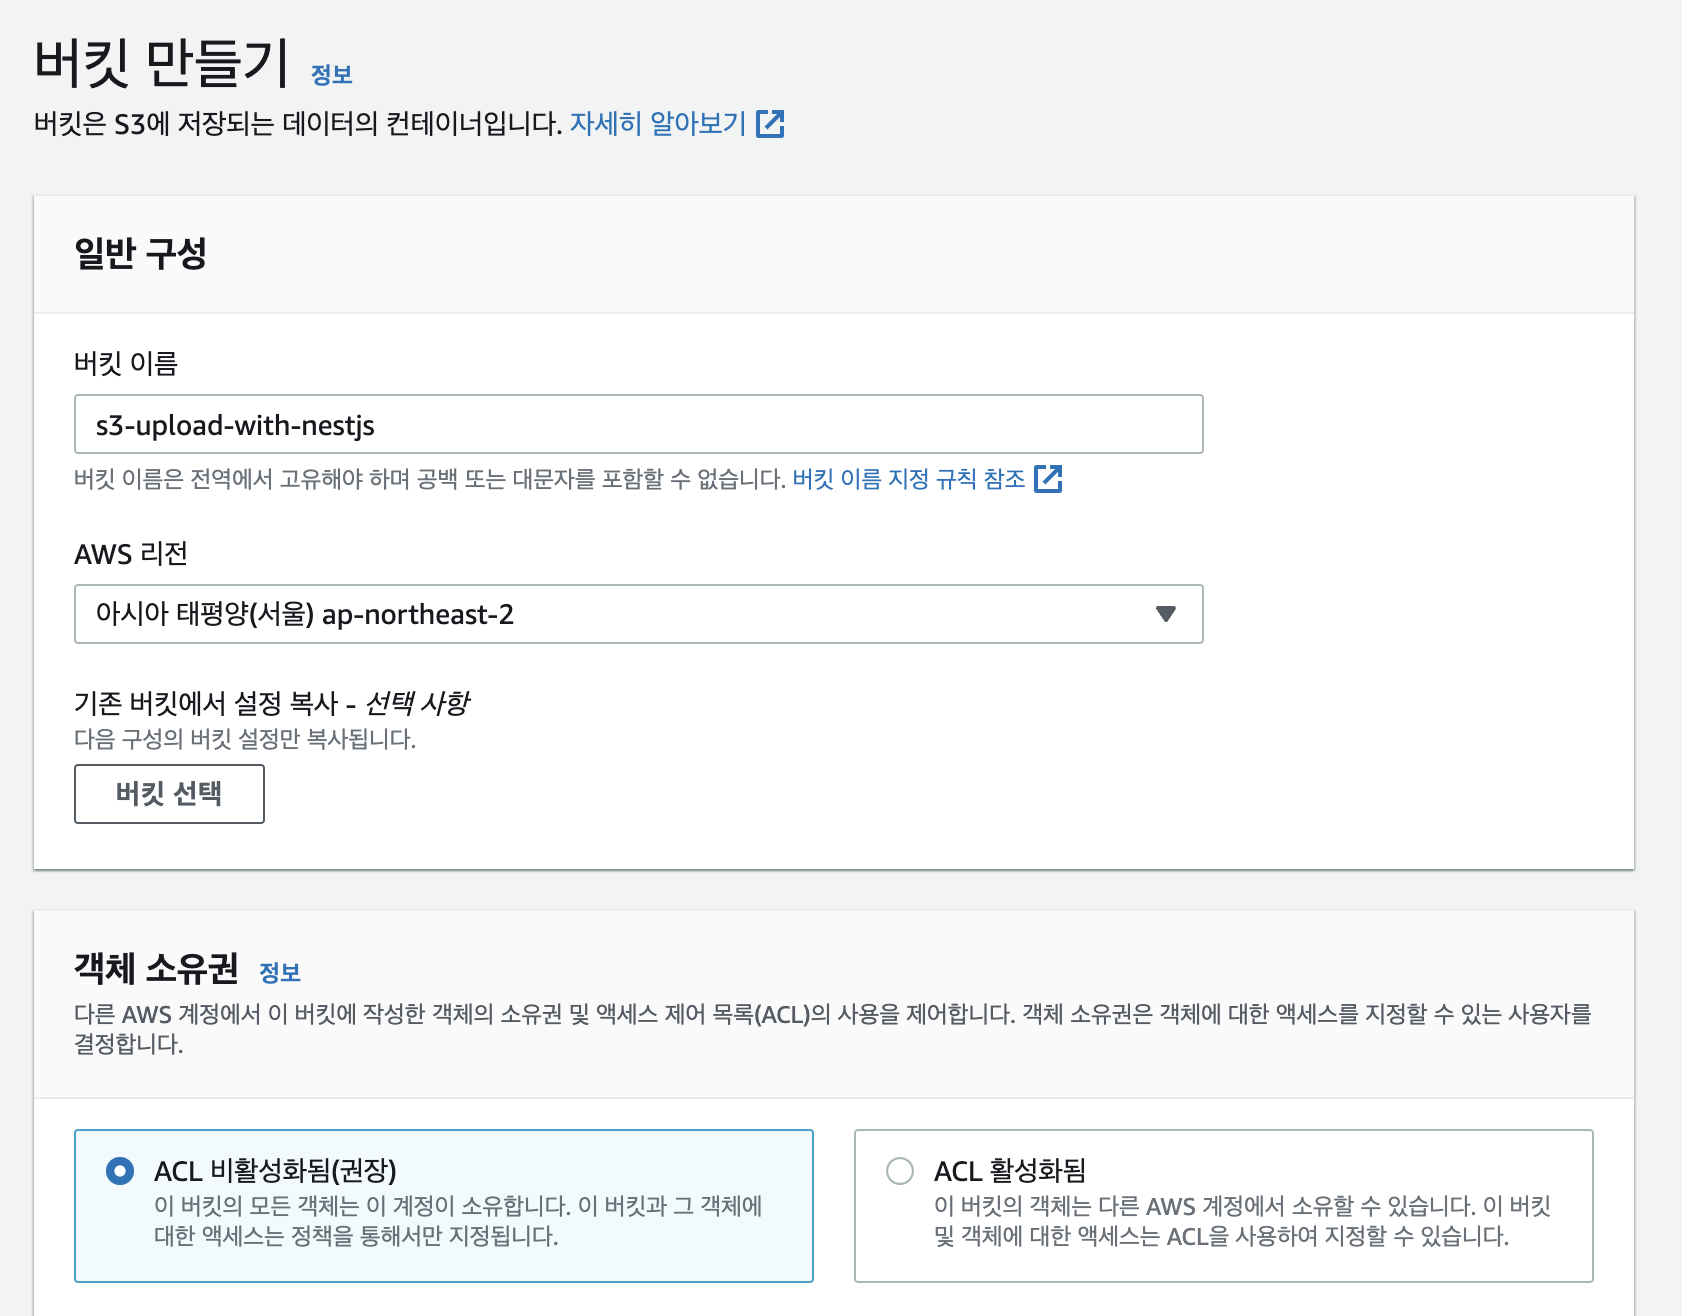 버킷 만들기 정보
버킷은 S3에 저장되는 데이터의 컨테이너입니다. 자세히 알아보기
일반 구성
버킷 이름
s3-upload-with-nestjs
버킷 이름은 전역에서 고유해야 하며 공백 또는 대문자를 포함할 수 없습니다. 버킷 이름 지정 규칙 참조
AWS 리전
아시아 태평양(서울) ap-northeast-2
기존 버킷에서 설정 복사 - 선택 사항
다음 구성의 버킷 설정만 복사됩니다.
버킷 선택
객체 소유권 정보
다른 AWS 계정에서 이 버킷에 작성한 객체의 소유권 및 액세스 제어 목록(ACL)의 사용을 제어합니다. 객체 소유권은 객체에 대한 액세스를 지정할 수 있는 사용자를
결정합니다.
ACL 비활성화됨(권장)
이 버킷의 모든 객체는 이 계정이 소유합니다. 이 버킷과 그 객체에
대한 액세스는 정책을 통해서만 지정됩니다.
ACL 활성화됨
이 버킷의 객체는 다른 AWS 계정에서 소유할 수 있습니다. 이 버킷
및 객체에 대한 액세스는 ACL을 사용하여 지정할 수 있습니다.